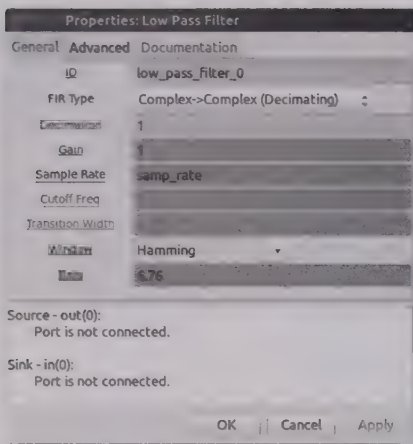 Properties: Low Pass Filter
General Advanced Documentation
ID low_pass_filter_0
FIR Type Complex->Complex (Decimating)
Decimation 1
Gain 1
Sample Rate samp_rate
Cutoff Freq
Transition Width
Window Hamming
Beta 6.76
Source - out(0):
Port is not connected.
Sink - in(0):
Port is not connected.
OK Cancel Apply